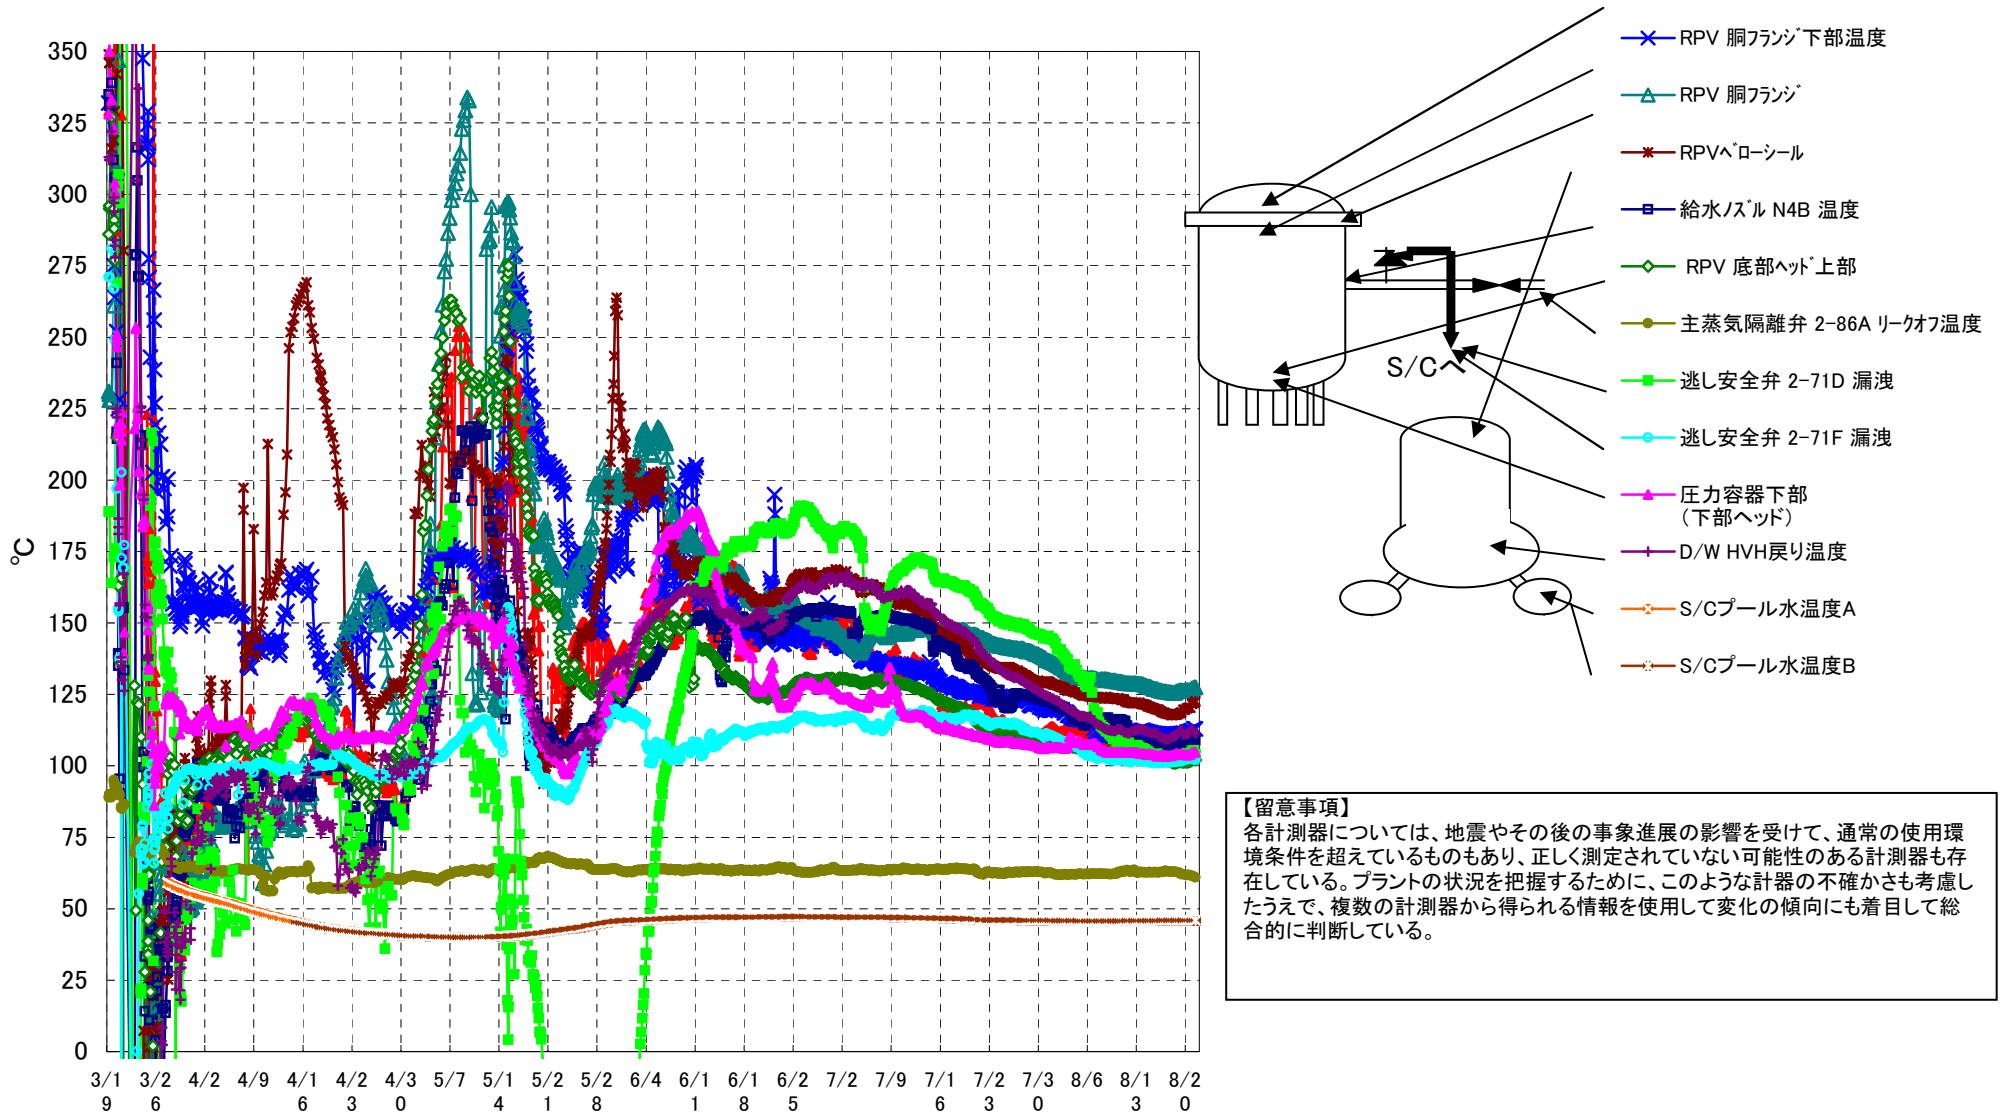 350
325
300
275
250
225
200
175
150
125
100
75
50
25
0
℃
3/1
9
3/2
6
4/2
4/9
4/1
6
4/2
3
4/3
0
5/7
5/1
4
5/2
1
5/2
8
6/4
6/1
1
6/1
8
6/2
5
7/2
7/9
7/1
6
7/2
3
7/3
0
8/6
8/1
3
8/2
0
RPV 胴フランジ下部温度
RPV 胴フランジ
RPVベローシール
給水ノズル N4B 温度
RPV 底部ヘッド上部
主蒸気隔離弁 2-86A リークオフ温度
逃し安全弁 2-71D 漏洩
逃し安全弁 2-71F 漏洩
圧力容器下部
（下部ヘッド）
D/W HVH戻り温度
S/Cプール水温度A
S/Cプール水温度B
S/Cへ
【留意事項】
各計測器については、地震やその後の事象進展の影響を受けて、通常の使用環
境条件を超えているものもあり、正しく測定されていない可能性のある計測器も存
在している。プラントの状況を把握するために、このような計器の不確かさも考慮し
たうえで、複数の計測器から得られる情報を使用して変化の傾向にも着目して総
合的に判断している。